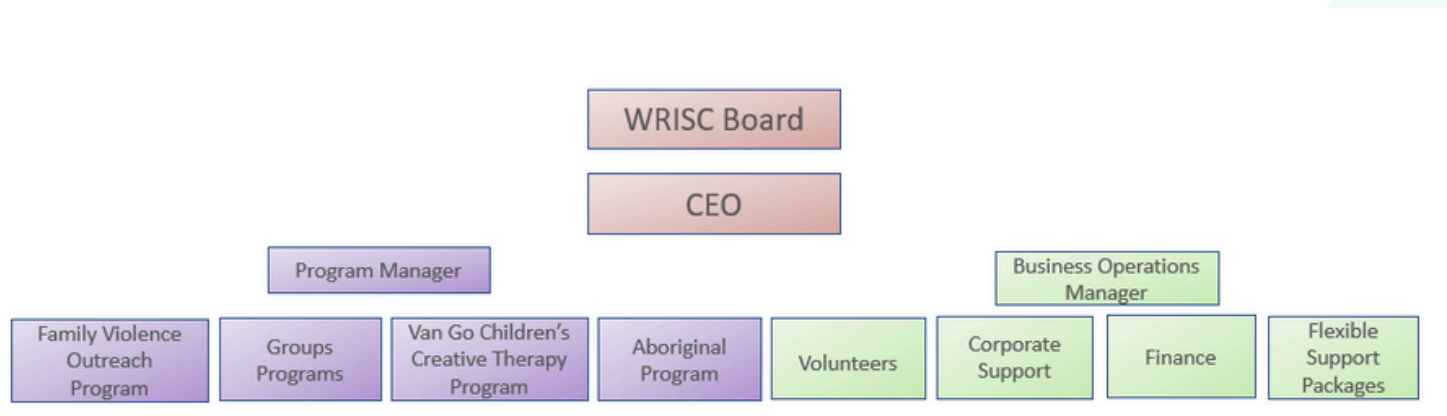 WRISC Board
CEO
Program Manager
Business Operations
Manager
Family Violence
Outreach
Program
Groups
Programs
Van Go Children’s
Creative Therapy
Program
Aboriginal
Program
Volunteers
Corporate
Support
Finance
Flexible
Support
Packages